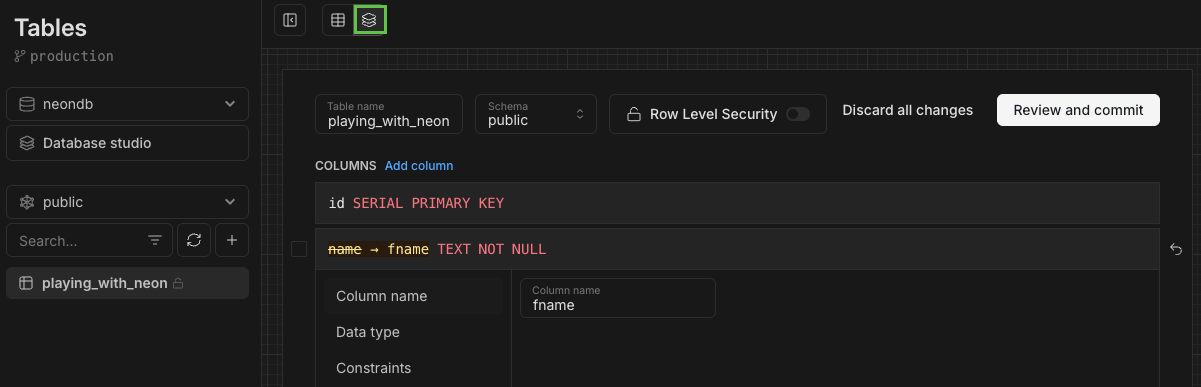 Tables
production
neondb
Database studio
public
Search...
playing_with_neon
Table name
playing_with_neon
Schema
public
Row Level Security
Discard all changes
Review and commit
COLUMNS Add column
id SERIAL PRIMARY KEY
name → fname TEXT NOT NULL
Column name
Data type
Constraints
Column name
fname